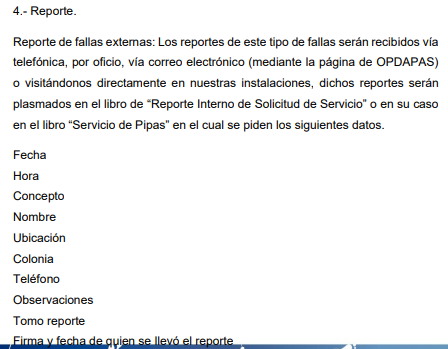 4.- Reporte.
Reporte de fallas externas: Los reportes de este tipo de fallas serán recibidos vía
telefónica, por oficio, vía correo electrónico (mediante la página de OPDAPAS)
o visitándonos directamente en nuestras instalaciones, dichos reportes serán
plasmados en el libro de “Reporte Interno de Solicitud de Servicio” o en su caso
en el libro “Servicio de Pipas” en el cual se piden los siguientes datos.
Fecha
Hora
Concepto
Nombre
Ubicación
Colonia
Teléfono
Observaciones
Tomo reporte
Firma y fecha de quien se llevó el reporte